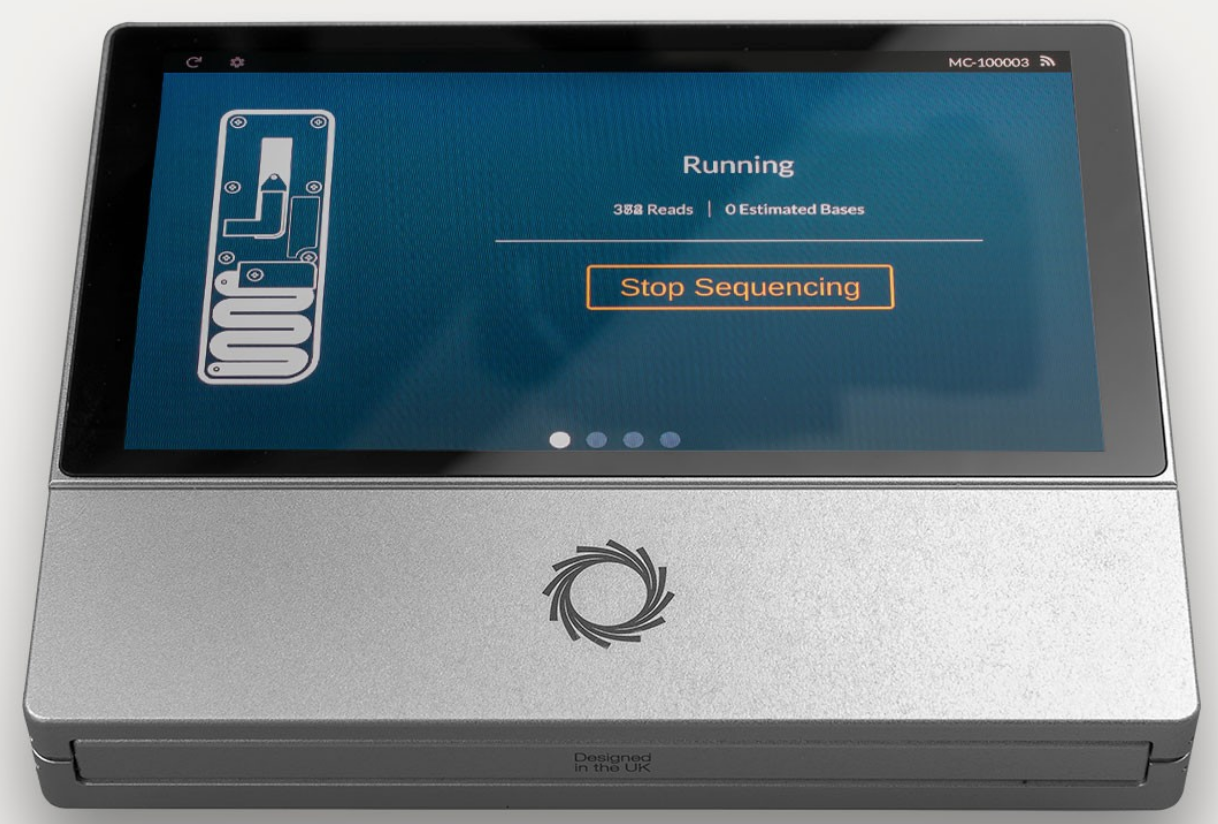 MC-100003
Running
Reads | 0 Estimated Bases
Stop Sequencing
Designed
in the UK